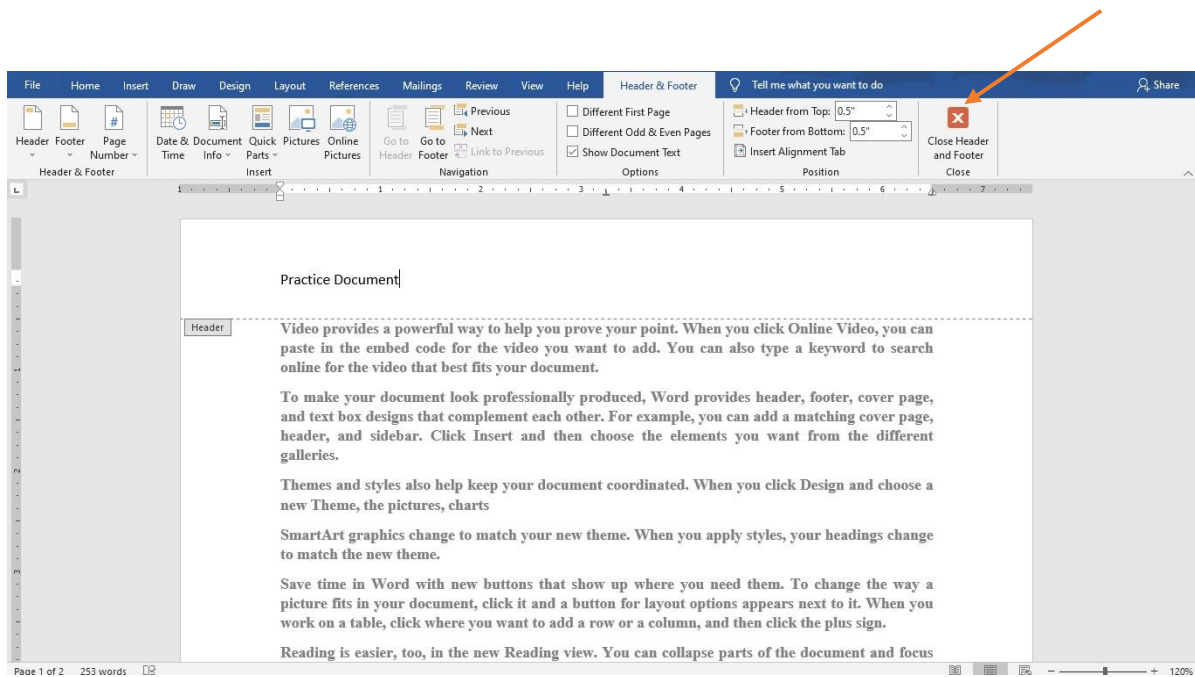 File Home Insert Draw Design Layout References Mailings Review View Help Header & Footer Tell me what you want to do Share
Header Footer Page Number
Date & Time Document Info Quick Parts Pictures Online Pictures
Go to Header Go to Footer
Previous
Next
Link to Previous
Different First Page
Different Odd & Even Pages
Show Document Text
Header from Top: 0.5"
Footer from Bottom: 0.5"
Insert Alignment Tab
Close Header
and Footer
Header & Footer Insert Navigation Options Position Close
L
1 1 2 3 4 5 6 7
Practice Document
Header
Video provides a powerful way to help you prove your point. When you click Online Video, you can
paste in the embed code for the video you want to add. You can also type a keyword to search
online for the video that best fits your document.
To make your document look professionally produced, Word provides header, footer, cover page,
and text box designs that complement each other. For example, you can add a matching cover page,
header, and sidebar. Click Insert and then choose the elements you want from the different
galleries.
Themes and styles also help keep your document coordinated. When you click Design and choose a
new Theme, the pictures, charts
SmartArt graphics change to match your new theme. When you apply styles, your headings change
to match the new theme.
Save time in Word with new buttons that show up where you need them. To change the way a
picture fits in your document, click it and a button for layout options appears next to it. When you
work on a table, click where you want to add a row or a column, and then click the plus sign.
Reading is easier, too, in the new Reading view. You can collapse parts of the document and focus
Page 1 of 2 253 words 120%